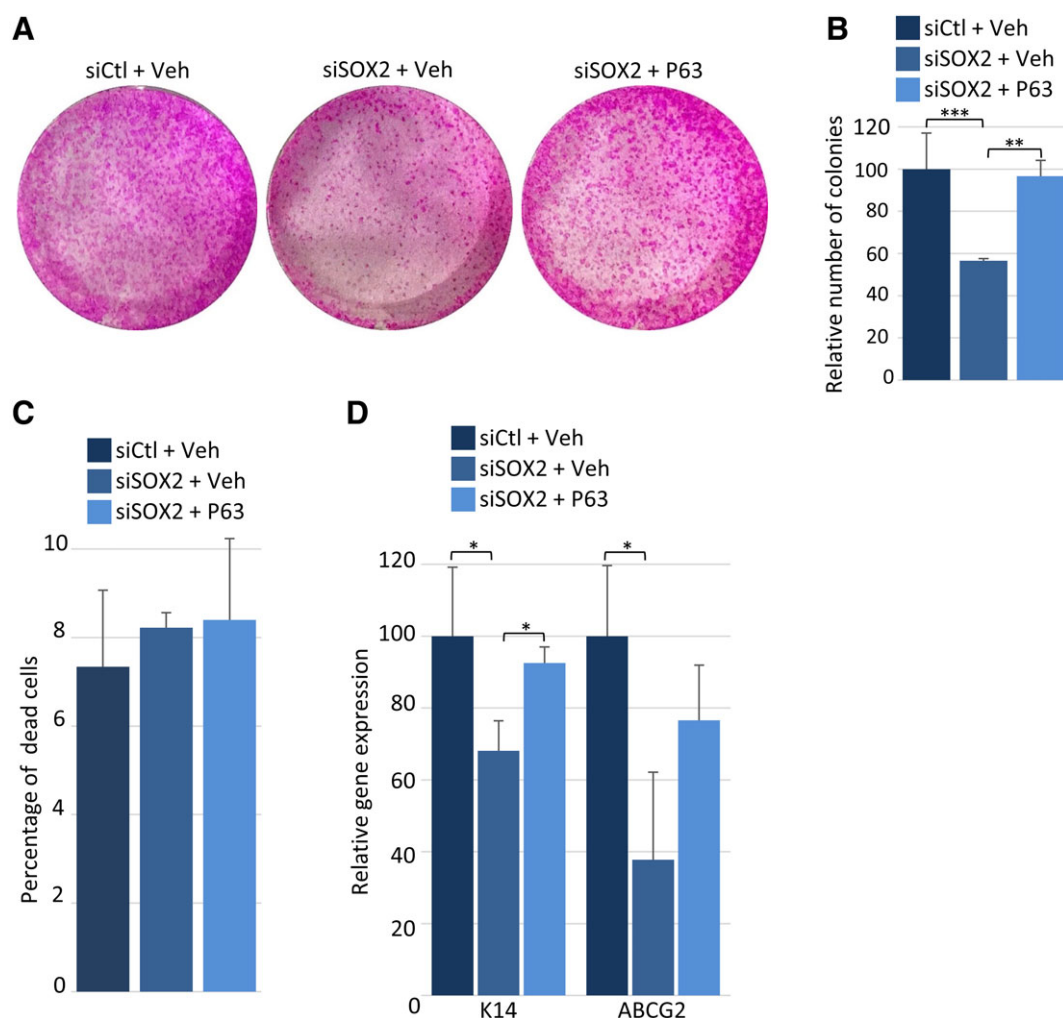 A
siCtl + Veh
siSOX2 + Veh
siSOX2 + P63
B
siCtl + Veh
siSOX2 + Veh
siSOX2 + P63
Relative number of colonies
120
100
80
60
40
20
0
***
**
C
siCtl + Veh
siSOX2 + Veh
siSOX2 + P63
Percentage of dead cells
10
8
6
4
2
0
D
siCtl + Veh
siSOX2 + Veh
siSOX2 + P63
Relative gene expression
120
100
80
60
40
20
0
*
*
*
K14
ABCG2